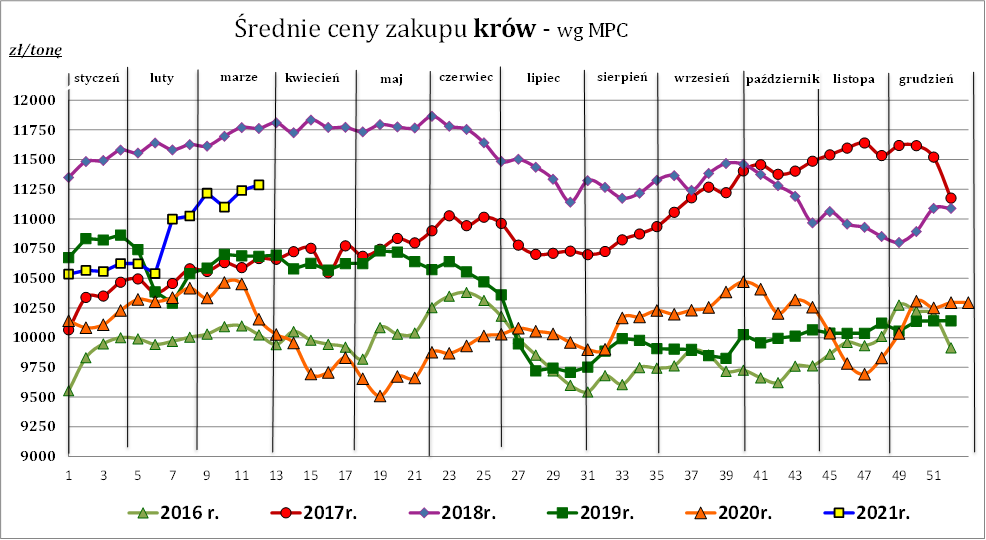 Średnie ceny zakupu krów - wg MPC
zł/tonę
styczeń luty marze kwiecień maj czerwiec lipiec sierpień wrzesień październik listopa grudzień
12000
11750
11500
11250
11000
10750
10500
10250
10000
9750
9500
9250
9000
1 3 5 7 9 11 13 15 17 19 21 23 25 27 29 31 33 35 37 39 41 43 45 47 49 51
2016 r. 2017r. 2018r. 2019r. 2020r. 2021r.